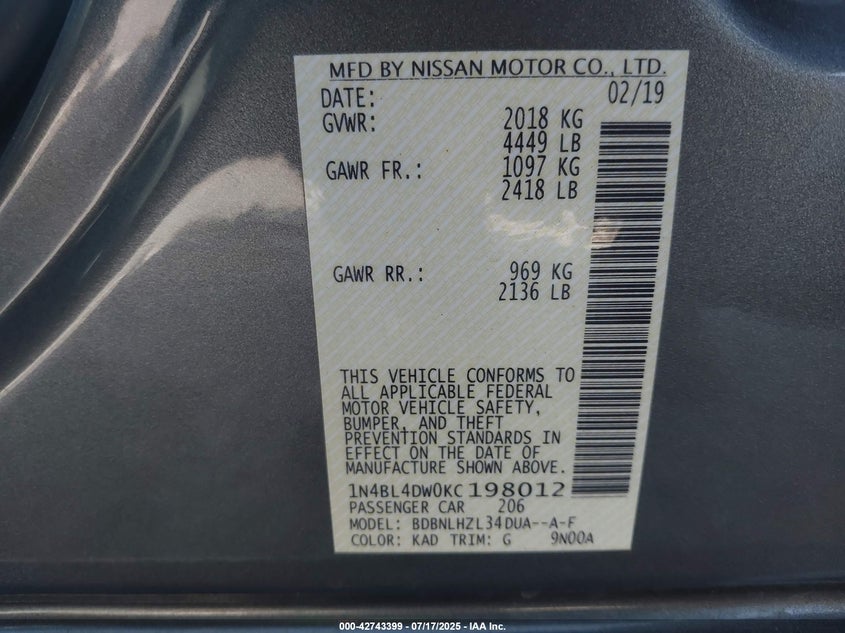 MFD BY NISSAN MOTOR CO., LTD.
DATE: 02/19
GVWR: 2018 KG
4449 LB
GAWR FR.: 1097 KG
2418 LB
GAWR RR.: 969 KG
2136 LB
THIS VEHICLE CONFORMS TO
ALL APPLICABLE FEDERAL
MOTOR VEHICLE SAFETY,
BUMPER, AND THEFT
PREVENTION STANDARDS IN
EFFECT ON THE DATE OF
MANUFACTURE SHOWN ABOVE.
1N4BL4DW0KC198012
PASSENGER CAR 206
MODEL: BDBNLHZL34DUA--A-F
COLOR: KAD TRIM: G 9N00A
000-42743399 - 07/17/2025 - IAA Inc.